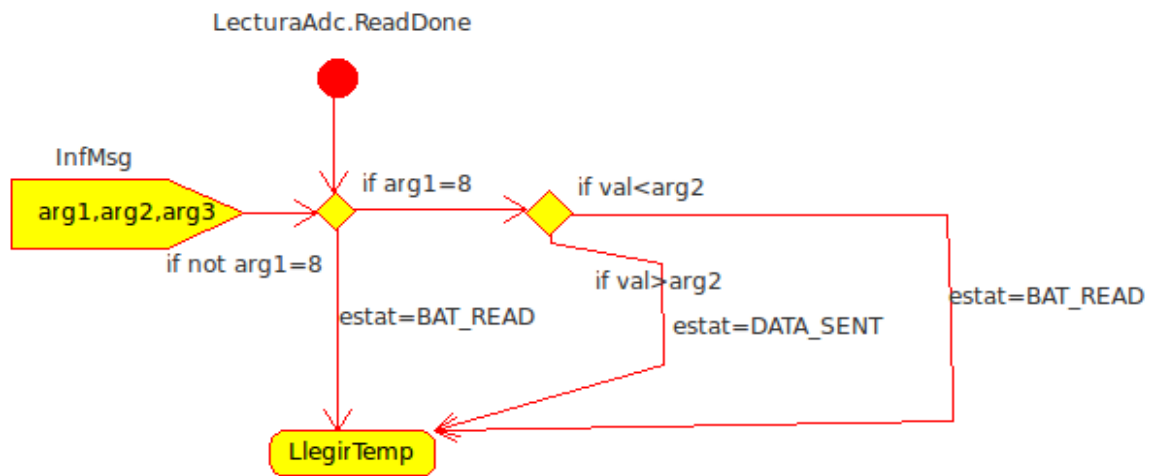 LecturaAdc.ReadDone
InfMsg
arg1,arg2,arg3
if arg1=8
if val<arg2
if not arg1=8
if val>arg2
estat=BAT_READ
estat=DATA_SENT
estat=BAT_READ
LlegirTemp